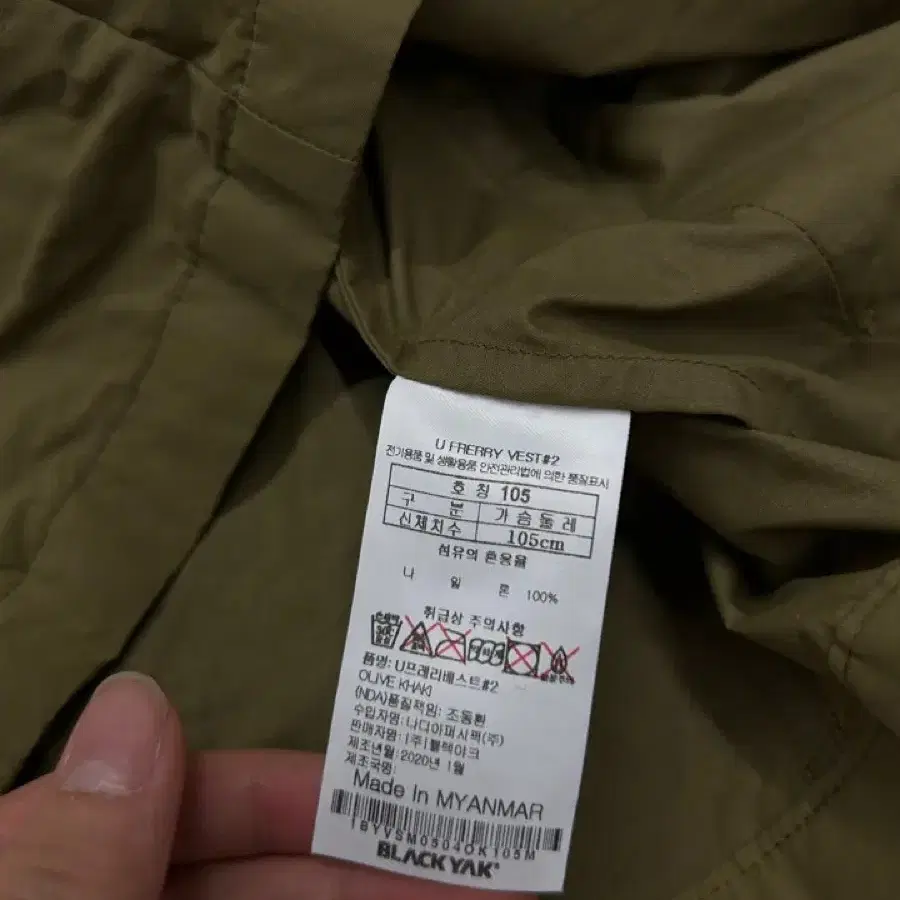 U FRERRY VEST#2
전기용품 및 생활용품 안전관리법에 의한 품질표시
호 칭 105
구 분 가슴둘레
신체치수 105cm
섬유의 혼용율
나 일 론 100%
취급상 주의사항
품명: U프레리베스트#2
OLIVE KHAKI
(NDA)품질책임: 조동환
수입자명: 나디아퍼시픽(주)
판매자명: (주)블랙야크
제조년월: 2020년 1월
제조국명:
Made In MYANMAR
1BYVSM0504OK105M
BLACKYAK